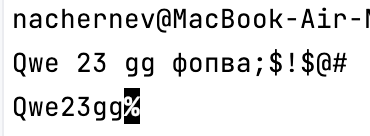 nachernev@MacBook-Air-
Qwe 23 gg фопва;$!$@#
Qwe23gg%